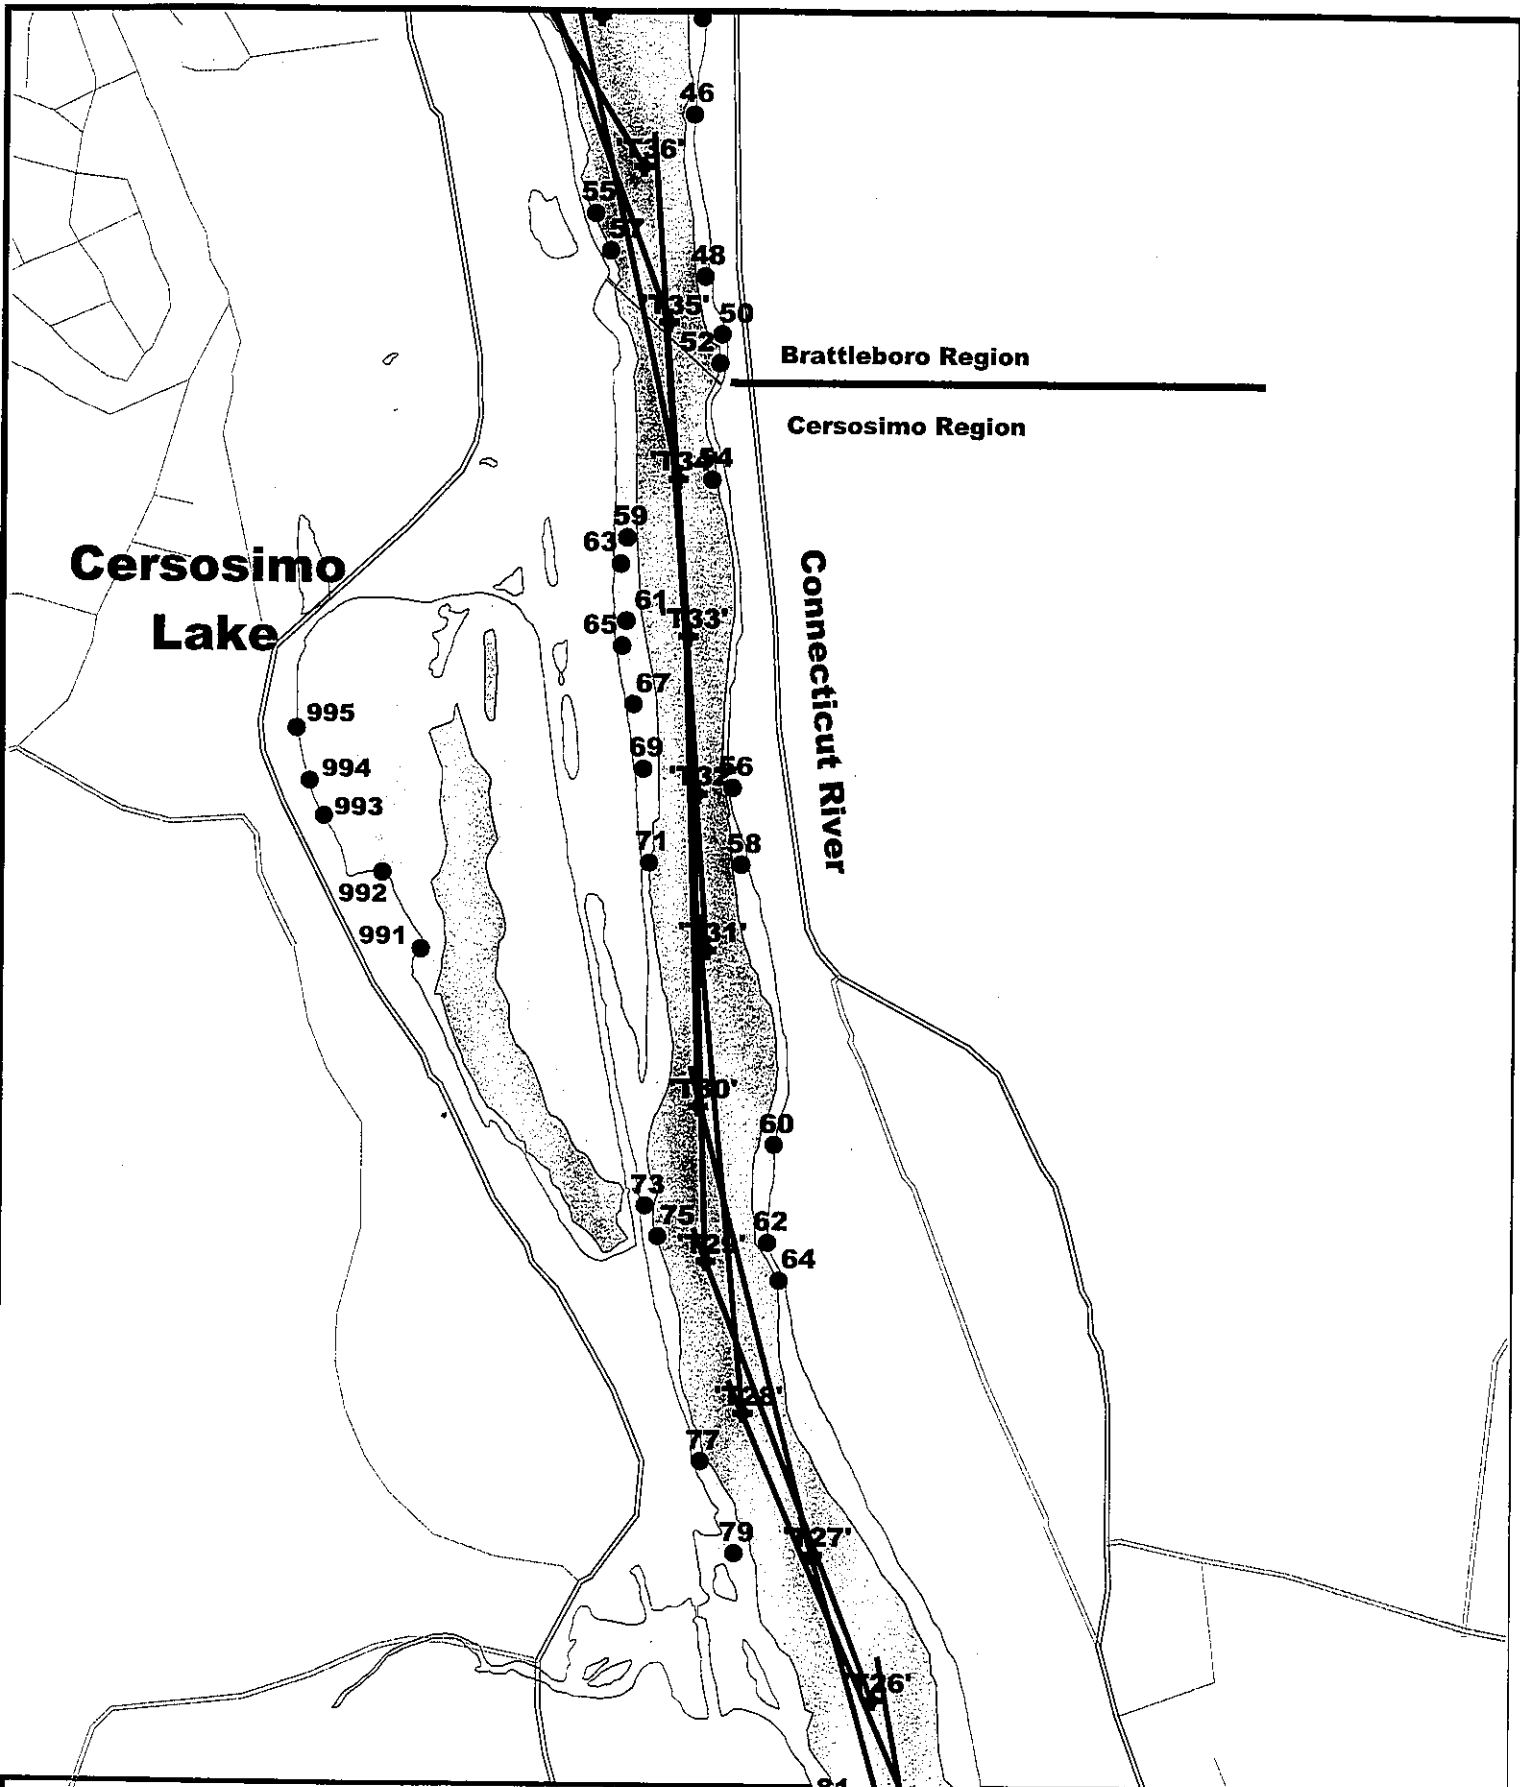 46
'T36'
55
57
48
'T35'
50
52
Brattleboro Region
Cersosimo Region
'T34'
54
59
63
Cersosimo
Lake
Connecticut River
61
65
'T33'
67
995
69
994
'T32'
56
993
71
58
992
991
'T31'
'T30'
60
73
75
62
'T29'
64
'T28'
77
79
'T27'
'T26'
81